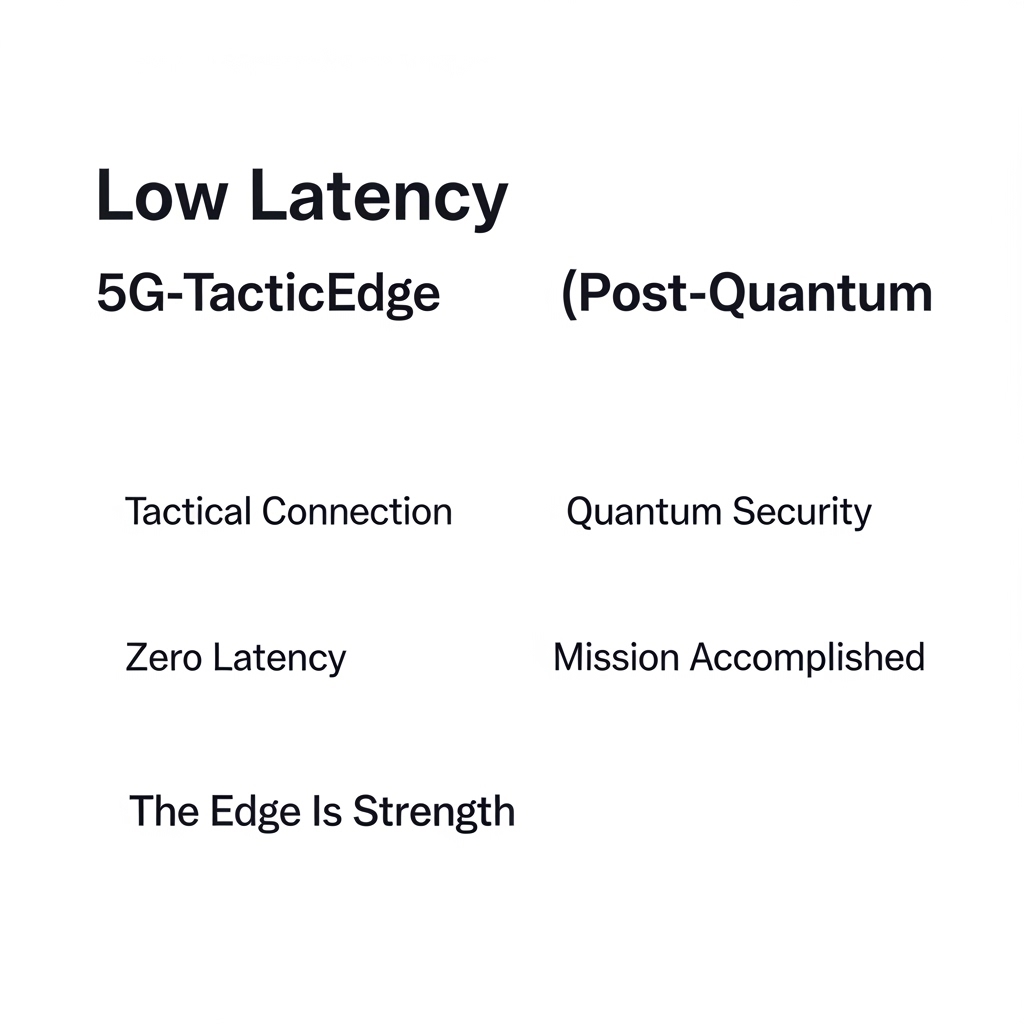 Low Latency
5G-TacticEdge (Post-Quantum
Tactical Connection Quantum Security
Zero Latency Mission Accomplished
The Edge Is Strength